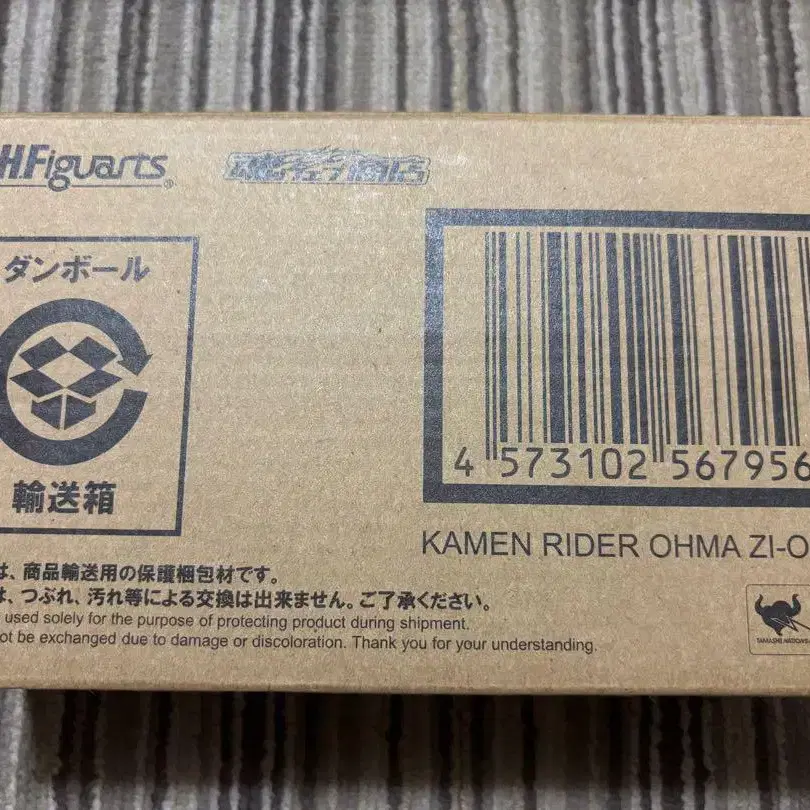 H.Figuarts®
魂ウェブ商店
ダンボール
輸送箱
4 573102 567956
KAMEN RIDER OHMA ZI-O
は、商品輸送用の保護梱包材です。
は、つぶれ、汚れ等による交換は出来ません。ご了承ください。
used solely for the purpose of protecting product during shipment.
not be exchanged due to damage or discoloration. Thank you for your understanding.
TAMASHII NATIONS